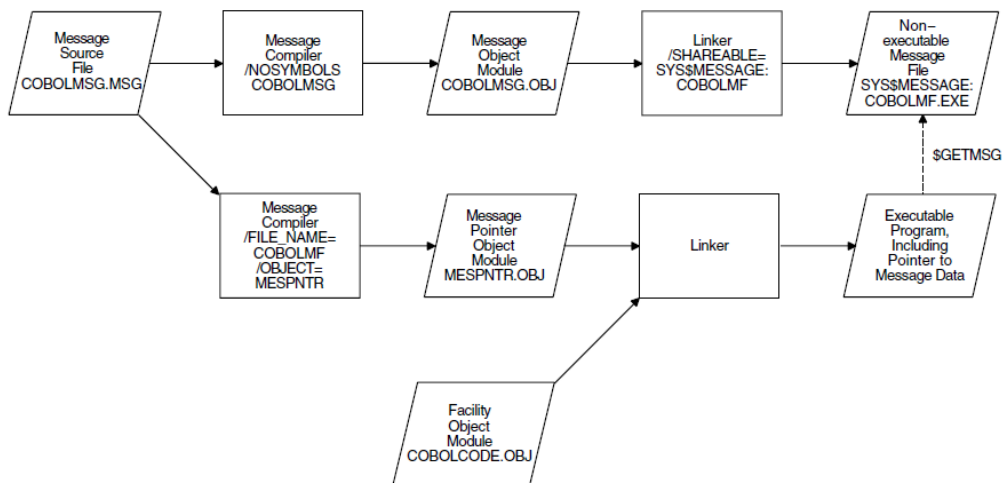 Message
Source
File
COBOLMSG.MSG
Message
Compiler
/NOSYMBOLS
COBOLMSG
Message
Object
Module
COBOLMSG.OBJ
Linker
/SHAREABLE=
SYS$MESSAGE:
COBOLMF
Non–
executable
Message
File
SYS$MESSAGE:
COBOLMF.EXE
$GETMSG
Message
Compiler
/FILE_NAME=
COBOLMF
/OBJECT=
MESPNTR
Message
Pointer
Object
Module
MESPNTR.OBJ
Linker
Executable
Program,
Including
Pointer to
Message Data
Facility
Object
Module
COBOLCODE.OBJ